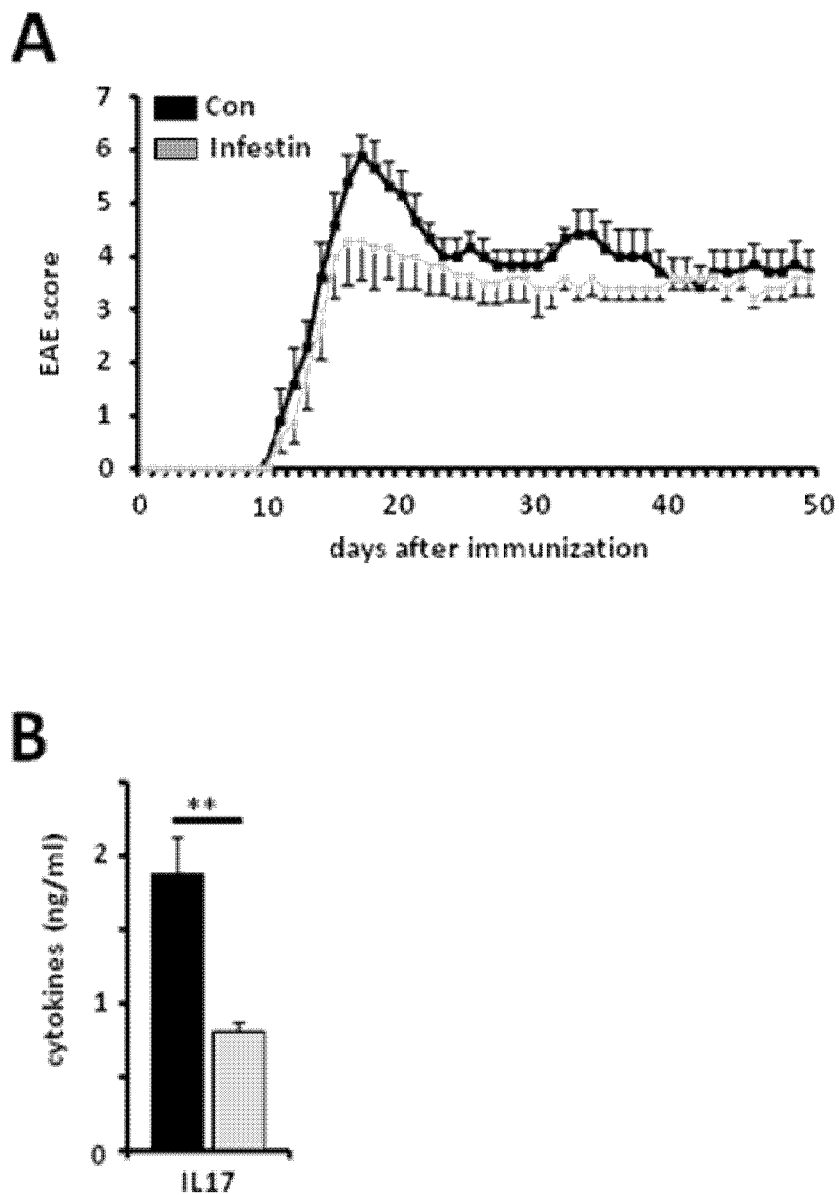 A
7
Con
6
Infestin
5
4
EAE score
3
2
1
0
0 10 20 30 40 50
days after immunization
B
**
2
cytokines (ng/ml)
1
0
IL17